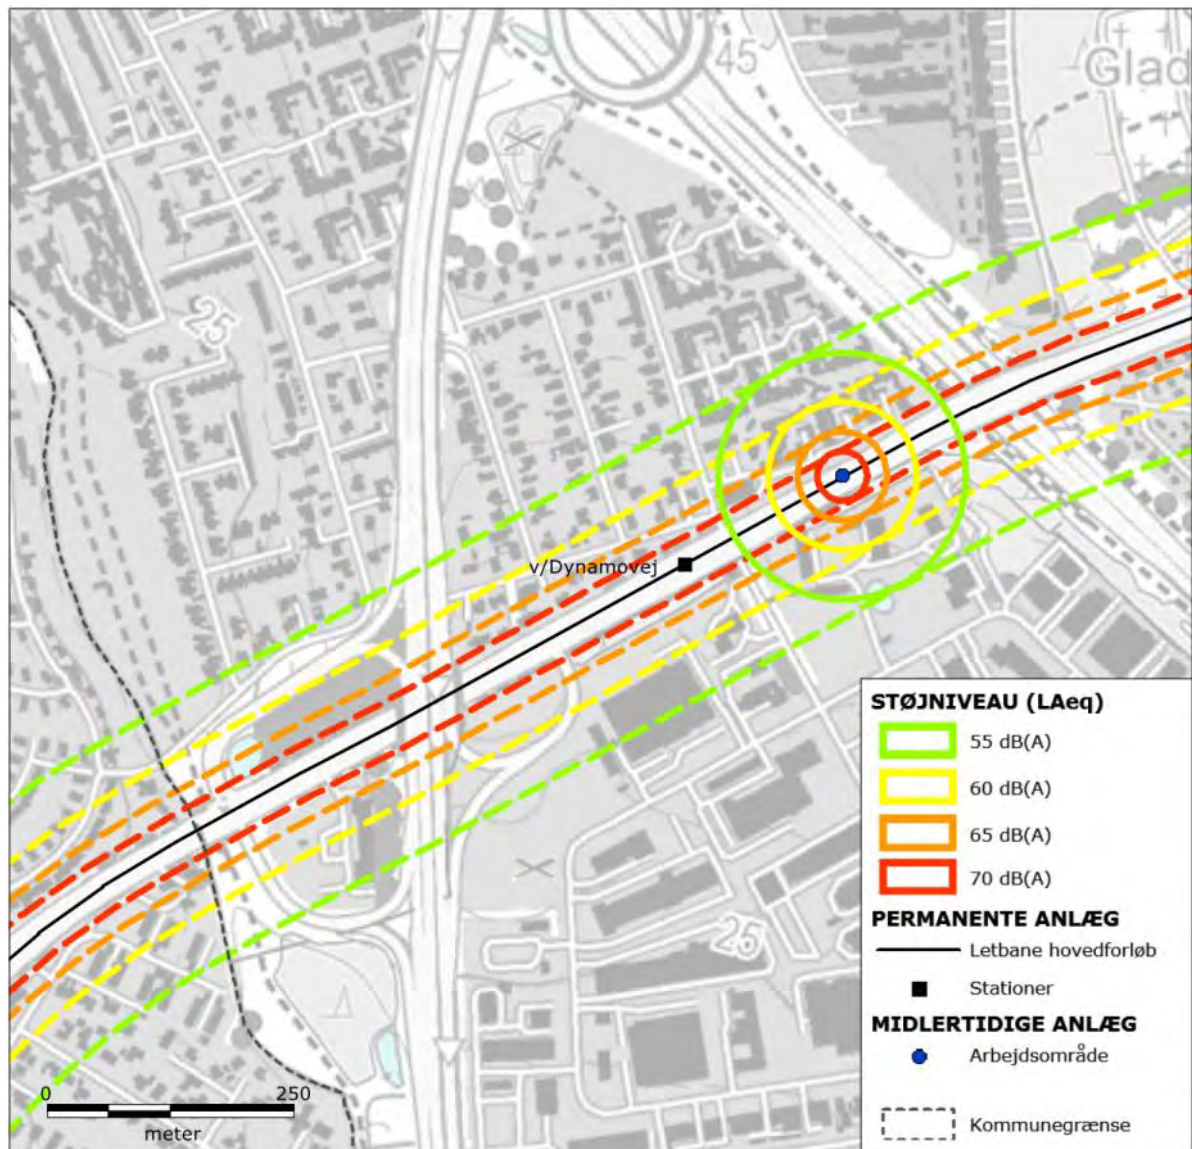 45
Glad
25
v/Dynamovej
25
STØJNIVEAU (LAeq)
55 dB(A)
60 dB(A)
65 dB(A)
70 dB(A)
PERMANENTE ANLÆG
Letbane hovedforløb
Stationer
MIDLERTIDIGE ANLÆG
Arbejdsområde
Kommunegrænse
0 250
meter